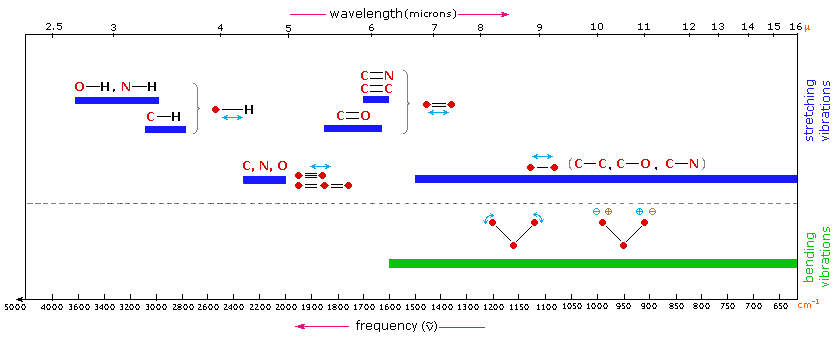 wavelength(microns)
2.5 3 4 5 6 7 8 9 10 11 12 13 14 15 16 μ
C=N
O—H, N—H C=C
C—H —H C=O
C, N, O (C—C, C—O, C—N)
stretching vibrations
⊖ ⊕ ⊕ ⊖
bending vibrations
5000 4000 3800 3600 3400 3200 3000 2800 2600 2400 2200 2000 1900 1800 1700 1600 1500 1400 1300 1200 1100 1050 1000 950 900 850 800 750 700 650 cm⁻¹
frequency (ν̃)